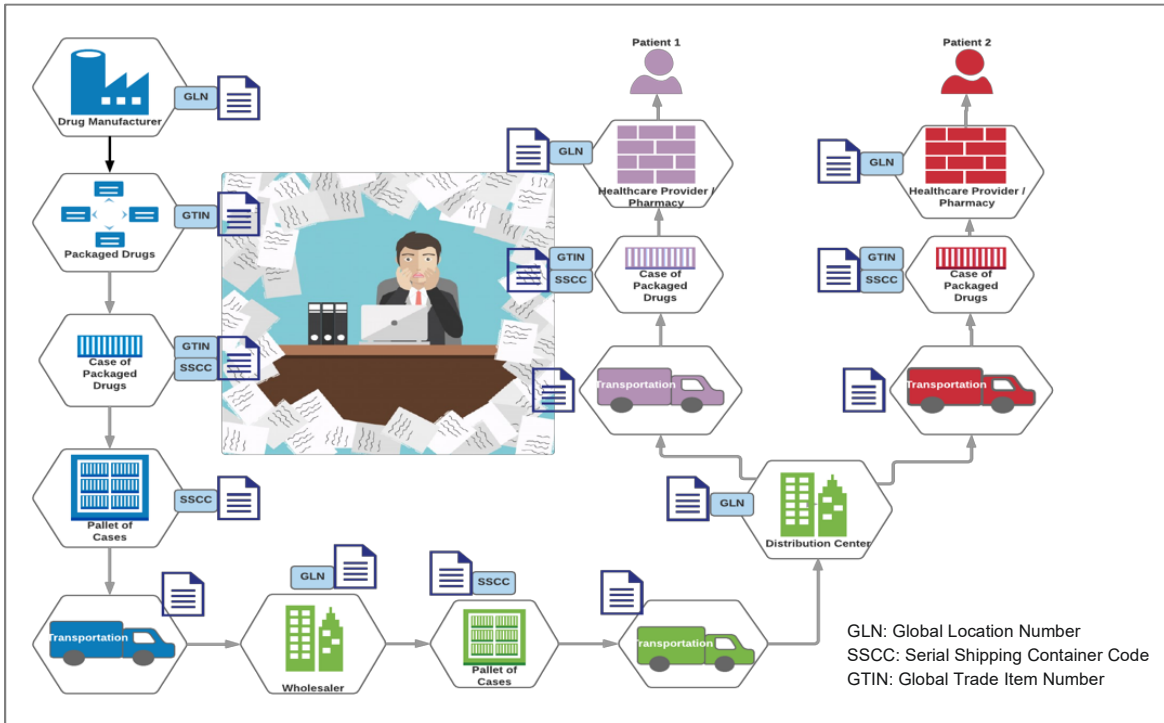 Patient 1
Patient 2
GLN
Drug Manufacturer
GLN
Healthcare Provider /
Pharmacy
GLN
Healthcare Provider /
Pharmacy
GTIN
Packaged Drugs
GTIN
SSCC
Case of
Packaged
Drugs
GTIN
SSCC
Case of
Packaged
Drugs
GTIN
SSCC
Case of
Packaged
Drugs
Transportation
Transportation
SSCC
Pallet of
Cases
GLN
Distribution Center
Transportation
GLN
Wholesaler
SSCC
Pallet of
Cases
Transportation
GLN: Global Location Number
SSCC: Serial Shipping Container Code
GTIN: Global Trade Item Number